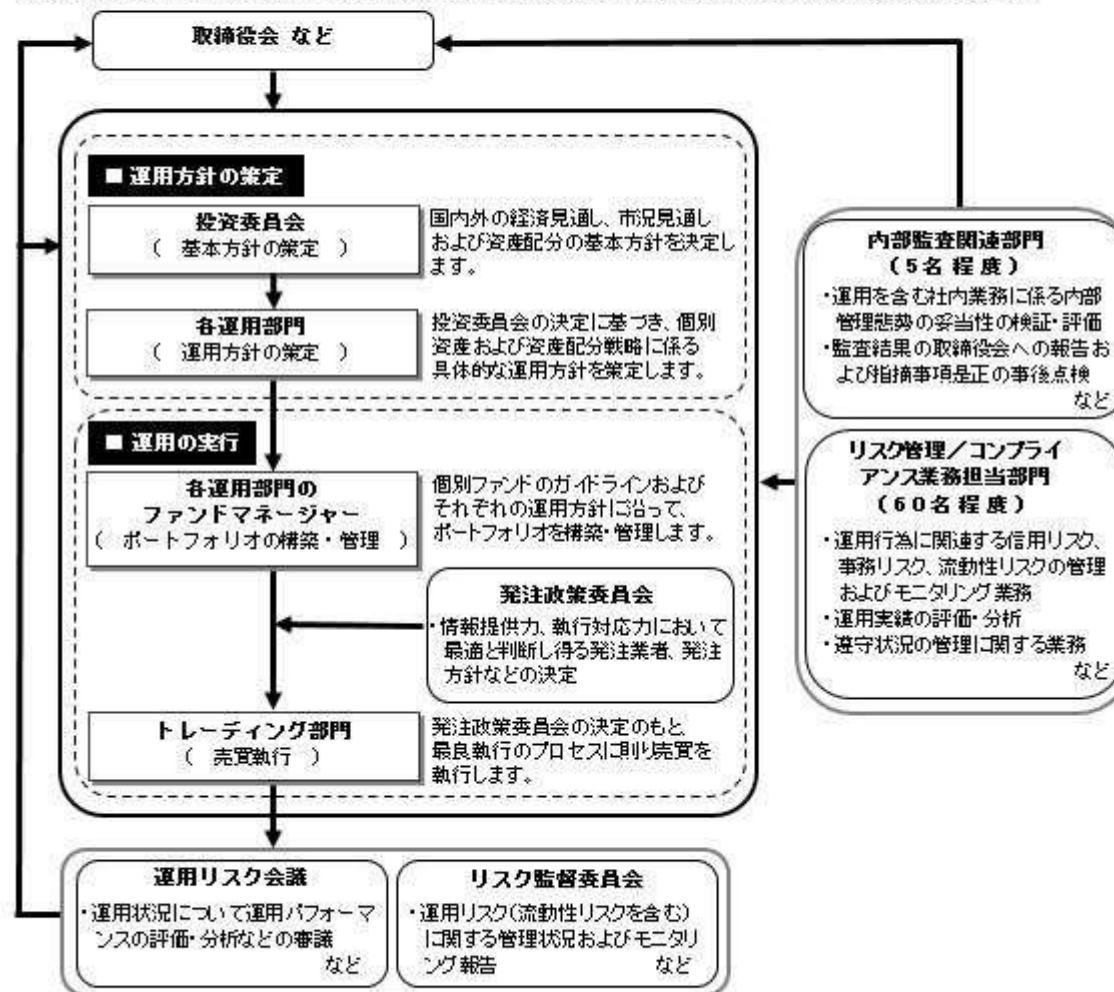 取締役会 など
■ 運用方針の策定
投資委員会
( 基本方針の策定 )
国内外の経済見通し、市況見通し
および資産配分の基本方針を決定し
ます。
各運用部門
( 運用方針の策定 )
投資委員会の決定に基づき、個別
資産および資産配分戦略に係る
具体的な運用方針を策定します。
■ 運用の実行
各運用部門の
ファンドマネージャー
( ポートフォリオの構築・管理 )
個別ファンドのガイドラインおよび
それぞれの運用方針に沿って、
ポートフォリオを構築・管理します。
発注政策委員会
・情報提供力、執行対応力において
最適と判断し得る発注業者、発注
方針などの決定
トレーディング部門
( 売買執行 )
発注政策委員会の決定のもと
最良執行のプロセスに則り売買を
執行します。
内部監査関連部門
(5名程度)
・運用を含む社内業務に係る内部
管理態勢の妥当性の検証・評価
・監査結果の取締役会への報告お
よび指摘事項是正の事後点検
など
リスク管理/コンプライ
アンス業務担当部門
(60名程度)
・運用行為に関連する信用リスク、
事務リスク、流動性リスクの管理
およびモニタリング業務
・運用実績の評価・分析
・遵守状況の管理に関する業務
など
運用リスク会議
・運用状況について運用パフォーマ
ンスの評価・分析などの審議
など
リスク監督委員会
・運用リスク(流動性リスクを含む)
に関する管理状況およびモニタリ
ング報告 など